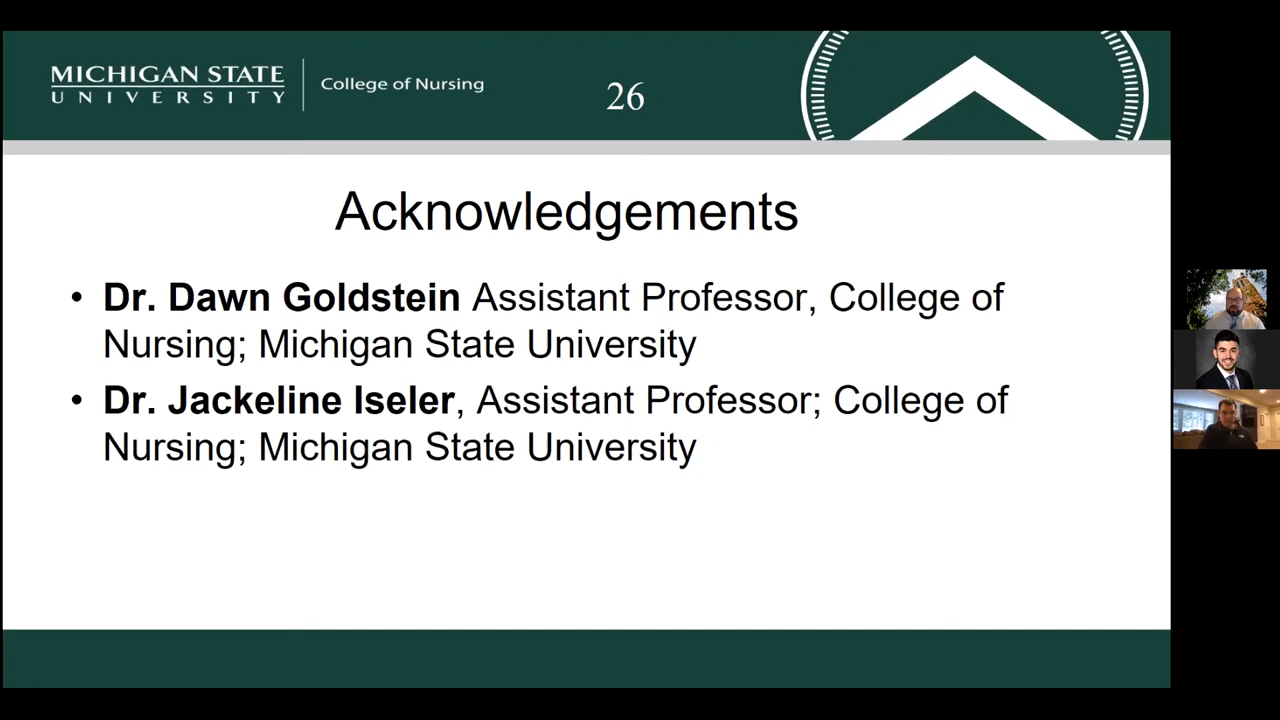 MICHIGAN STATE
UNIVERSITY
College of Nursing
26
Acknowledgements
• Dr. Dawn Goldstein Assistant Professor, College of
Nursing; Michigan State University
• Dr. Jackeline Iseler, Assistant Professor; College of
Nursing; Michigan State University